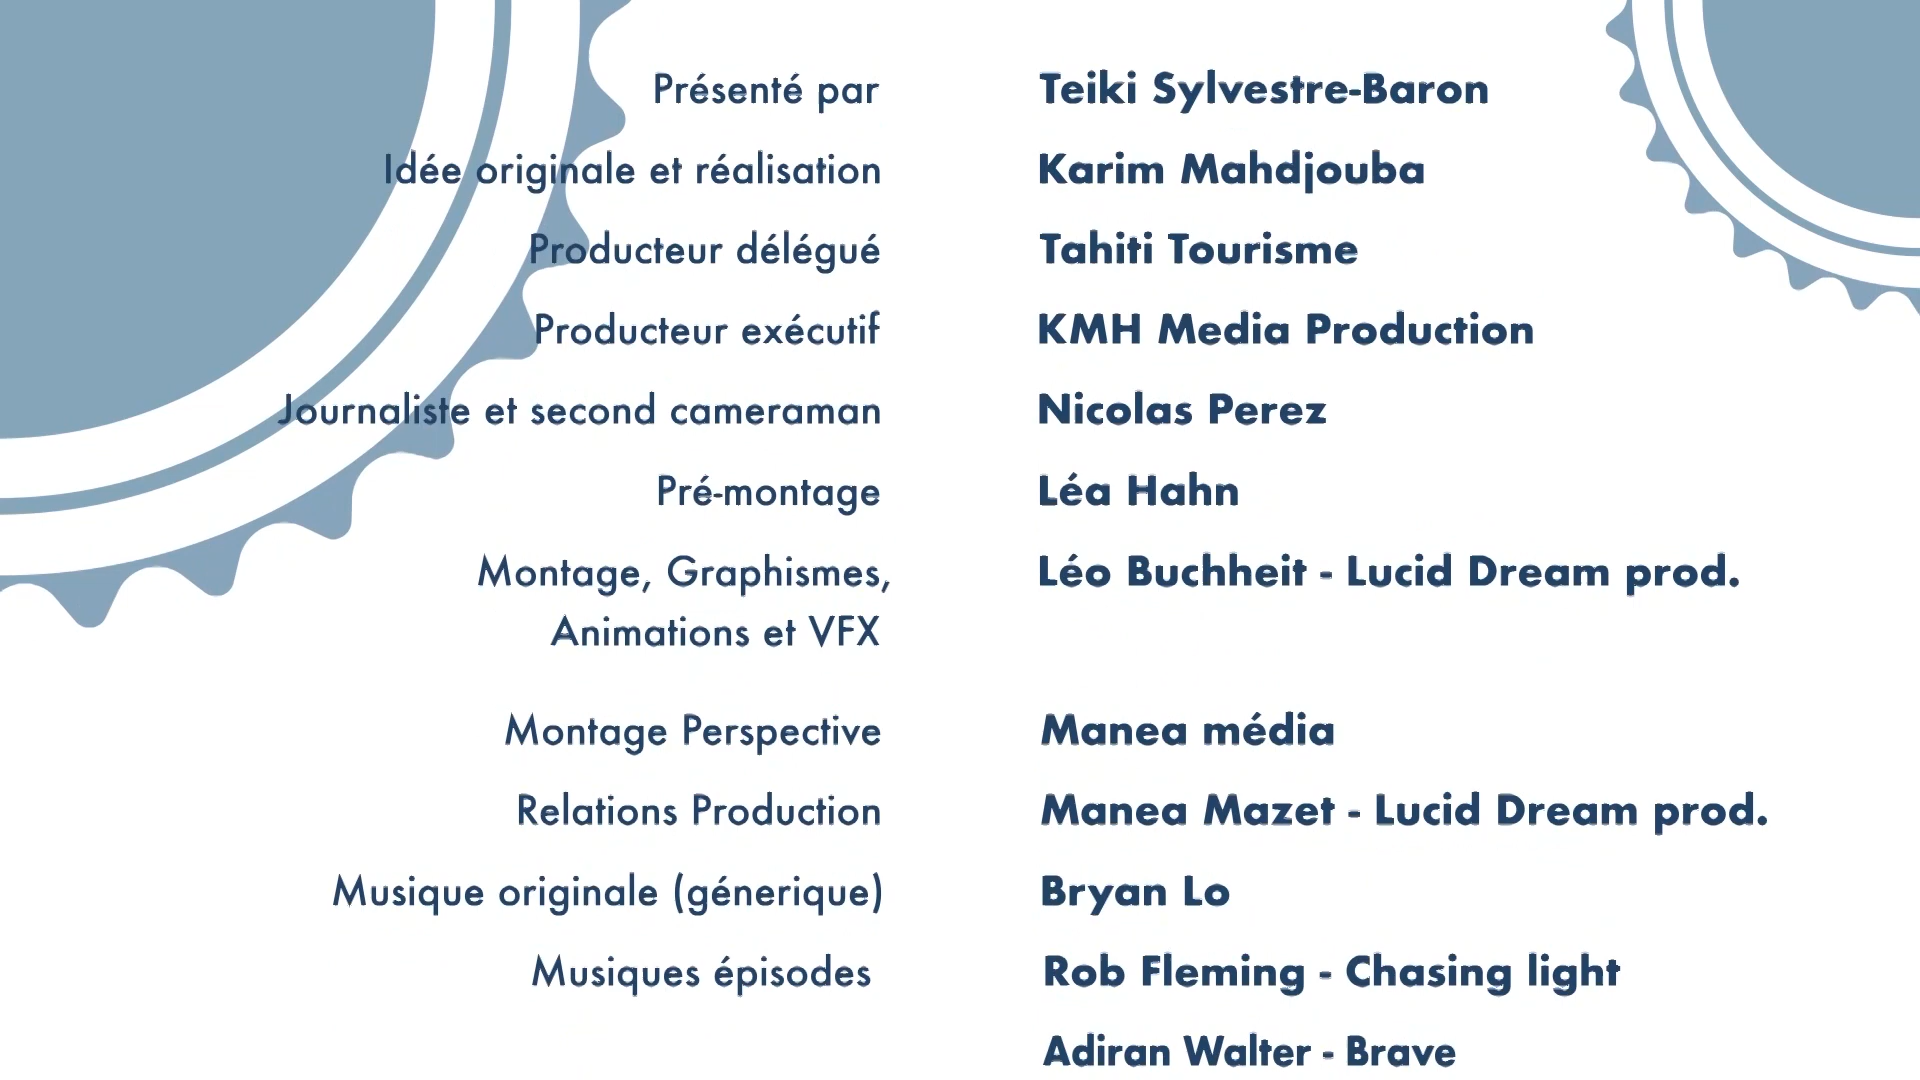 Présenté par Teiki Sylvestre-Baron
Idée originale et réalisation Karim Mahdjouba
Producteur délégué Tahiti Tourisme
Producteur exécutif KMH Media Production
Journaliste et second cameraman Nicolas Perez
Pré-montage Léa Hahn
Montage, Graphismes, Léo Buchheit - Lucid Dream prod.
Animations et VFX
Montage Perspective Manea média
Relations Production Manea Mazet - Lucid Dream prod.
Musique originale (génerique) Bryan Lo
Musiques épisodes Rob Fleming - Chasing light
Adiran Walter - Brave